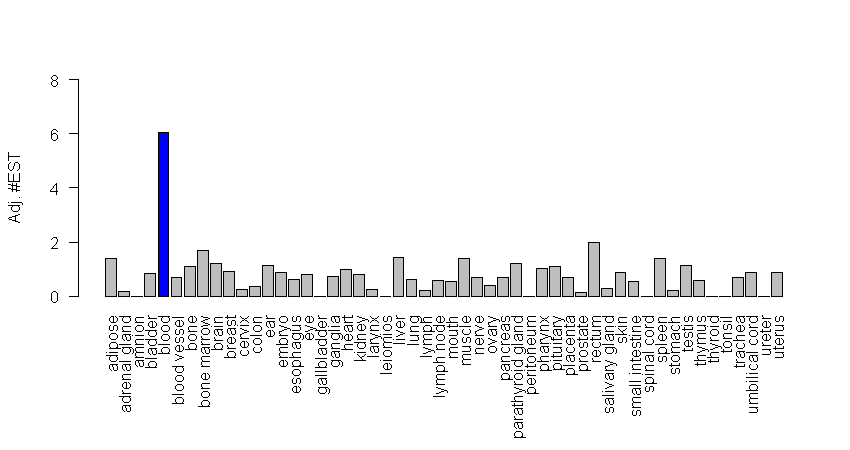 Adj. #EST
8
6
4
2
0
adipose
adrenal gland
amnion
bladder
blood
blood vessel
bone
bone marrow
brain
breast
cervix
colon
ear
embryo
esophagus
eye
gallbladder
ganglia
heart
kidney
larynx
leiomios
liver
lung
lymph
lymph node
mouth
muscle
nerve
ovary
pancreas
parathyroid gland
peritoneum
pharynx
pituitary
placenta
prostate
rectum
salivary gland
skin
small intestine
spinal cord
spleen
stomach
testis
thymus
thyroid
tonsil
trachea
umbilical cord
ureter
uterus